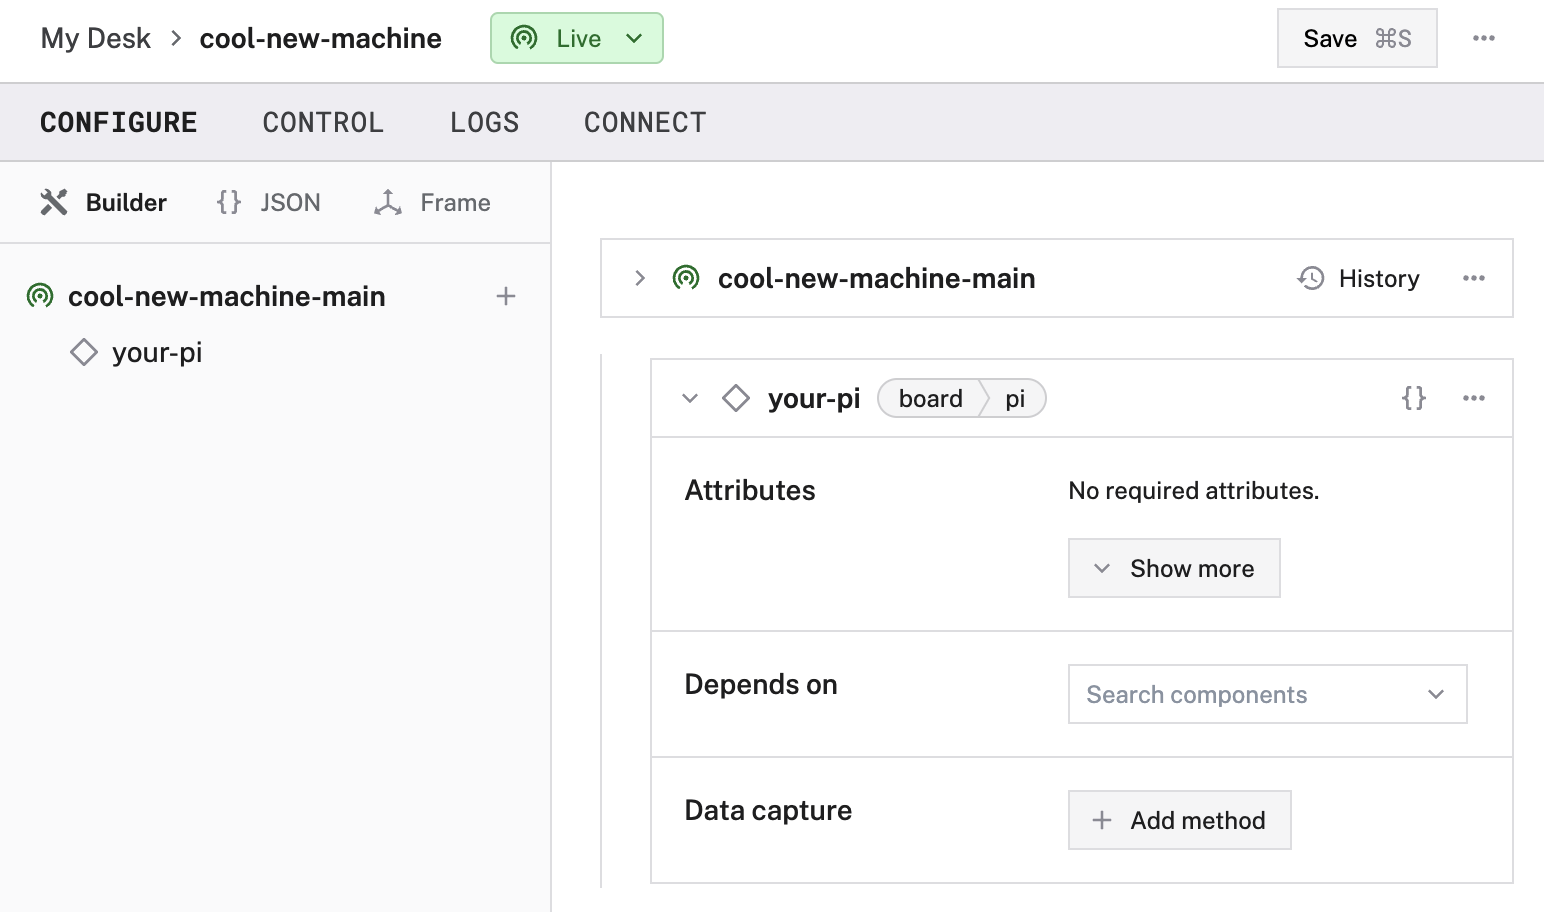 My Desk > cool-new-machine Live Save ⌘S ...
CONFIGURE CONTROL LOGS CONNECT
Builder {} JSON Frame
cool-new-machine-main +
your-pi
cool-new-machine-main History ...
your-pi board pi {} ...
Attributes No required attributes.
Show more
Depends on Search components
Data capture + Add method